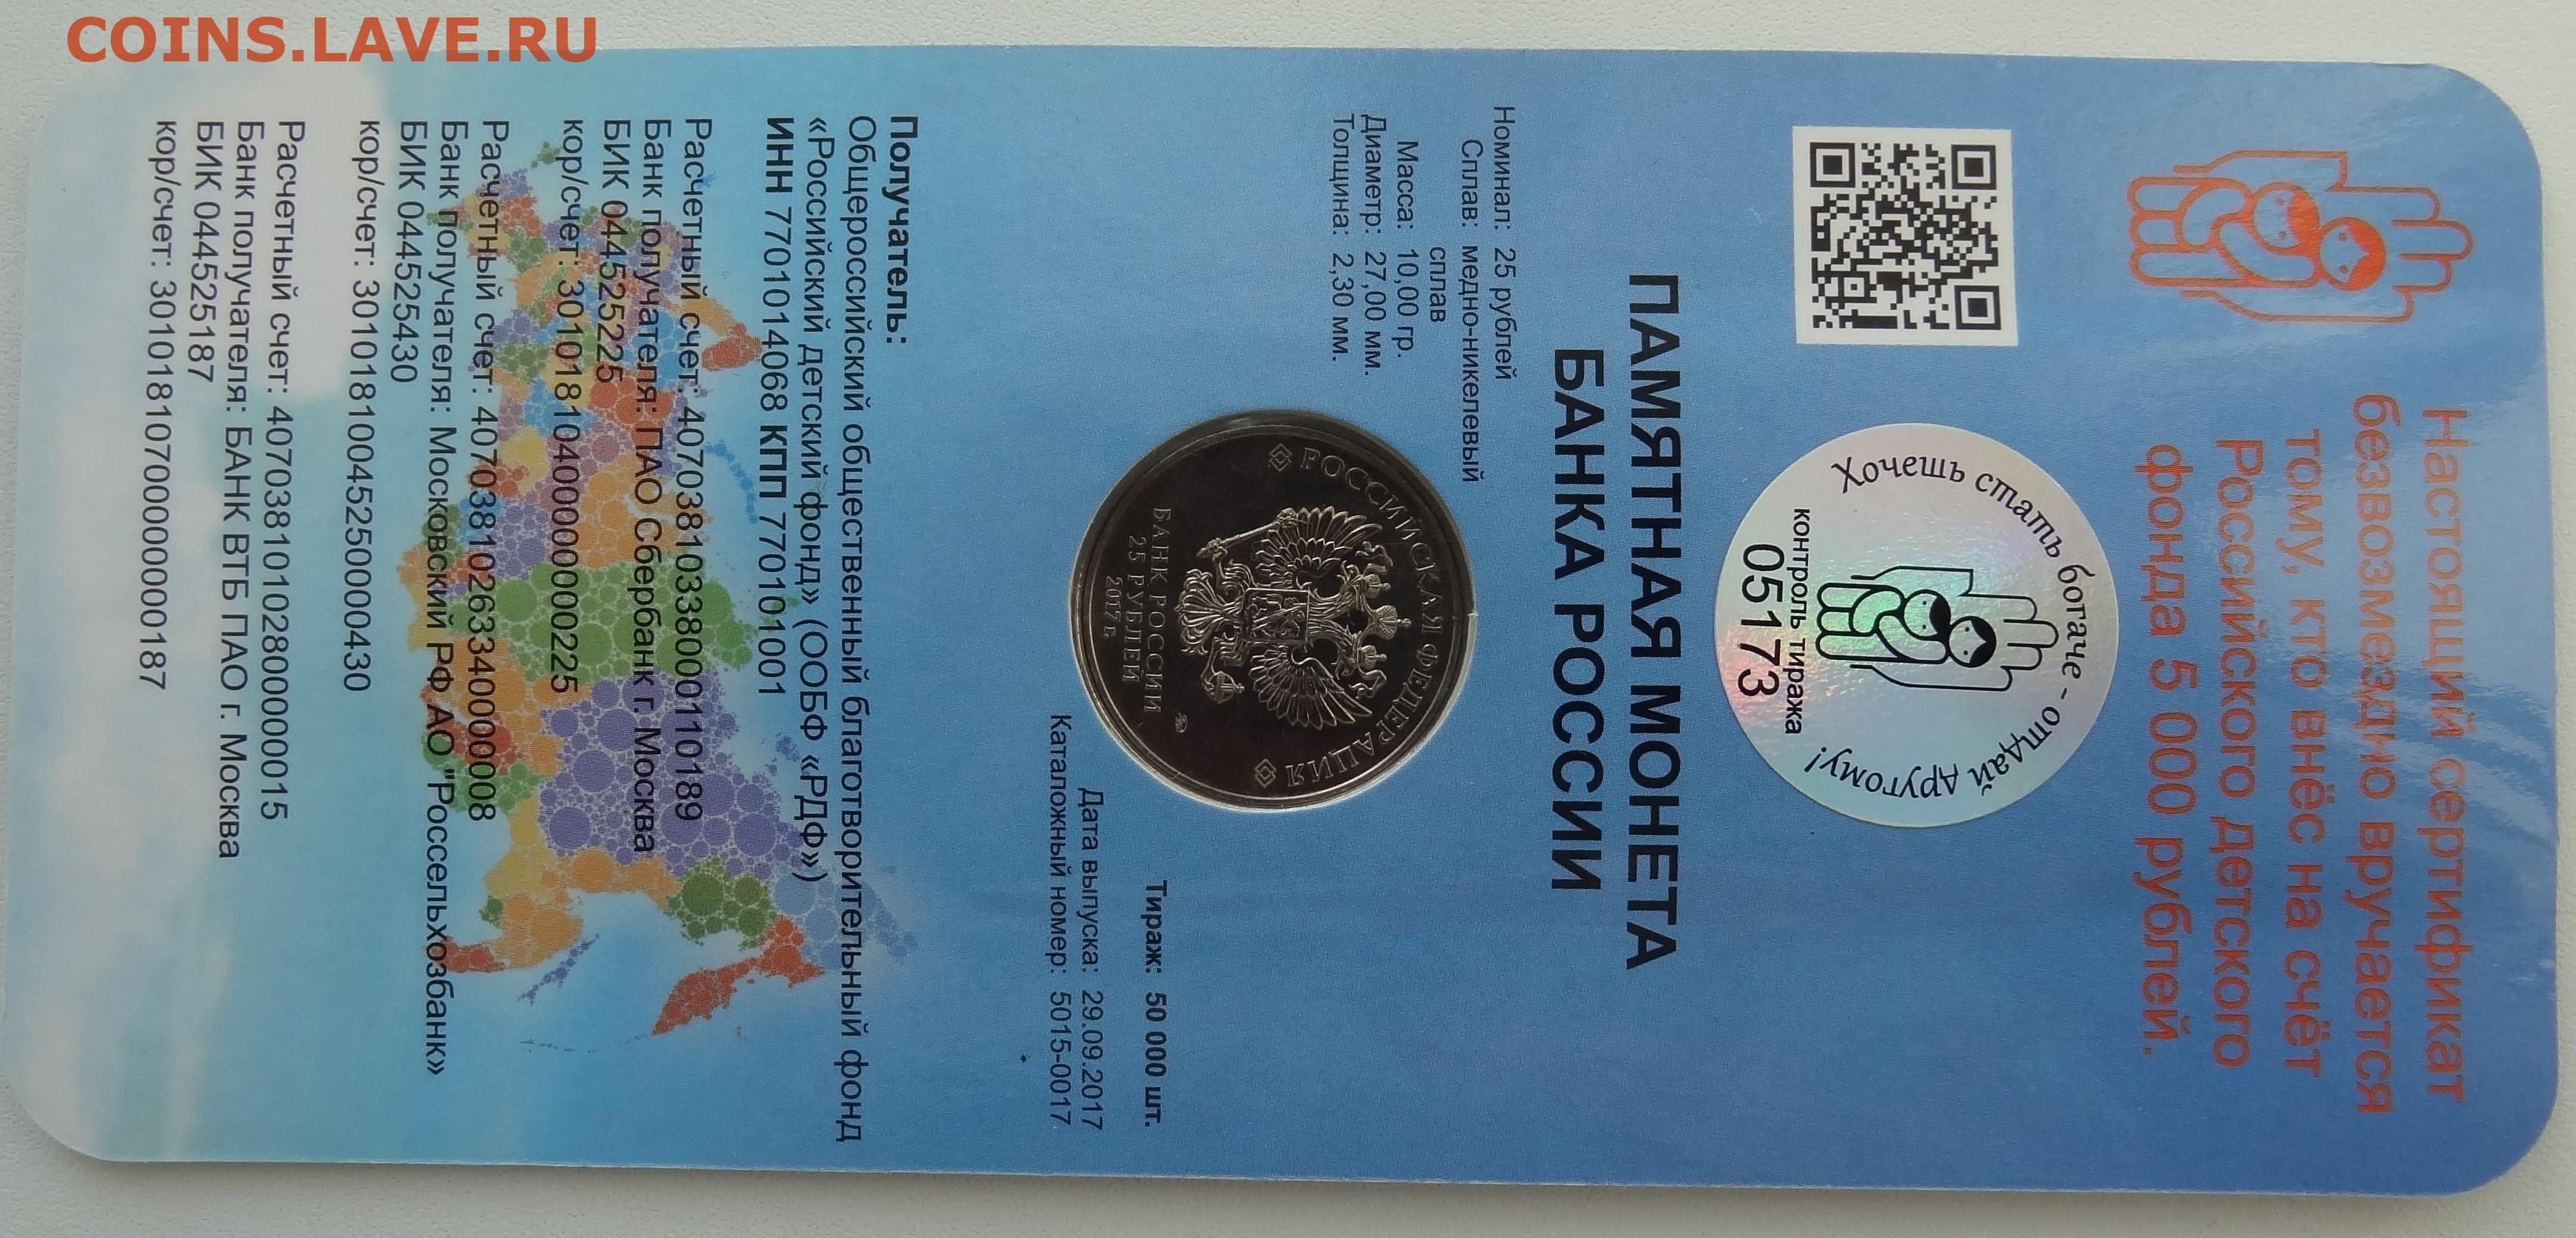 COINS.LAVE.RU
Настоящий сертификат
безвозмездно вручается
тому, кто внёс на счёт
Российского детского
фонда 5 000 рублей.
Хочешь стать богаче - отдай другому!
контроль тиража
05173
ПАМЯТНАЯ МОНЕТА
БАНКА РОССИИ
Номинал: 25 рублей
Сплав: медно-никелевый
сплав
Масса: 10,00 гр.
Диаметр: 27,00 мм.
Толщина: 2,30 мм.
РОССИЙСКАЯ ФЕДЕРАЦИЯ
БАНК РОССИИ
25 РУБЛЕЙ
2017 г.
Тираж: 50 000 шт.
Дата выпуска: 29.09.2017
Каталожный номер: 5015-0017
Получатель:
Общероссийский общественный благотворительный фонд
«Российский детский фонд» (ООБФ «РДФ»)
ИНН 7701014068 КПП 770101001
Расчетный счет: 40703810338000110189
Банк получателя: ПАО Сбербанк г. Москва
БИК 044525225
кор/счет: 30101810400000000225
Расчетный счет: 40703810263340000008
Банк получателя: Московский РФ АО "Россельхозбанк»
БИК 044525430
кор/счет: 30101810045250000430
Расчетный счет: 40703810102800000015
Банк получателя: БАНК ВТБ ПАО г. Москва
БИК 044525187
кор/счет: 30101810700000000187